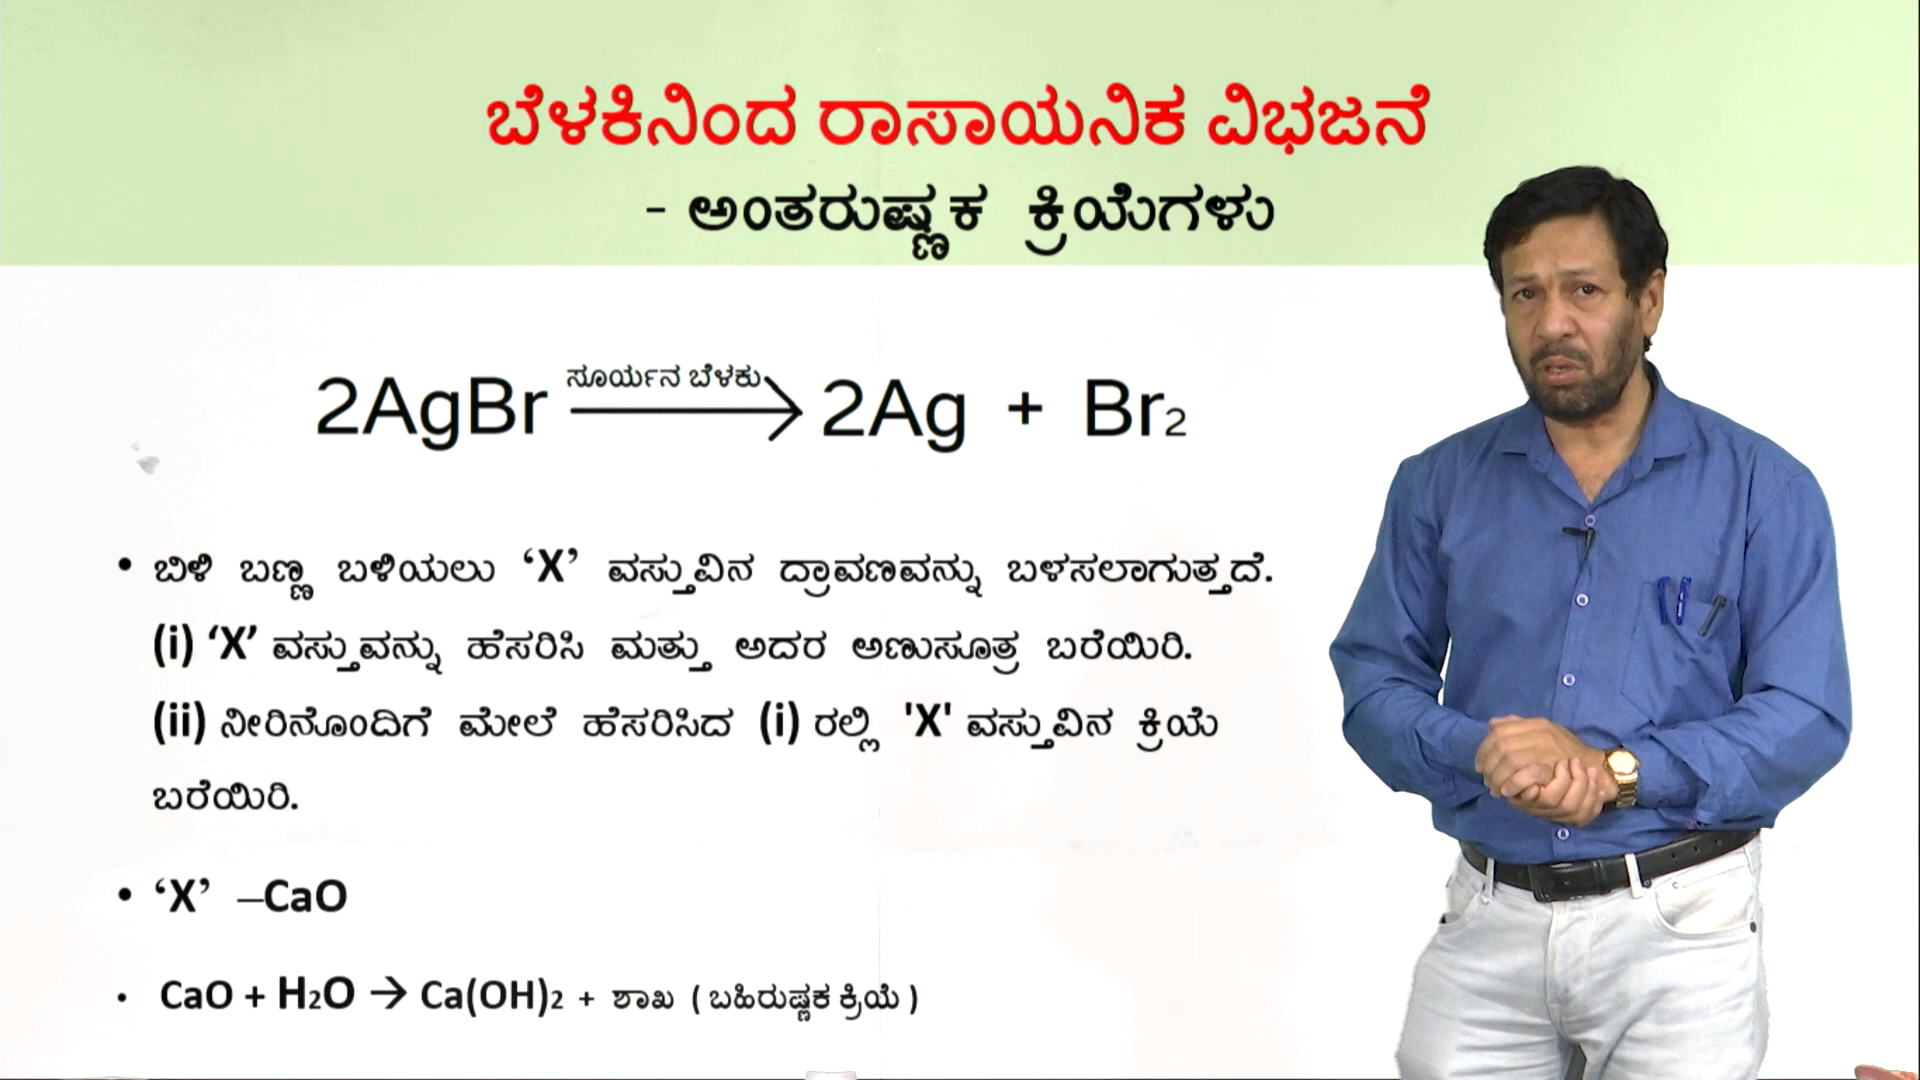 ಬೆಳಕಿನಿಂದ ರಾಸಾಯನಿಕ ವಿಭಜನೆ
- ಅಂತರುಷ್ಣಕ ಕ್ರಿಯೆಗಳು
ಸೂರ್ಯನ ಬೆಳಕು
2AgBr → 2Ag + Br₂
• ಬಿಳಿ ಬಣ್ಣ ಬಳಿಯಲು ‘X’ ವಸ್ತುವಿನ ದ್ರಾವಣವನ್ನು ಬಳಸಲಾಗುತ್ತದೆ.
(i) ‘X’ ವಸ್ತುವನ್ನು ಹೆಸರಿಸಿ ಮತ್ತು ಅದರ ಅಣುಸೂತ್ರ ಬರೆಯಿರಿ.
(ii) ನೀರಿನೊಂದಿಗೆ ಮೇಲೆ ಹೆಸರಿಸಿದ (i) ರಲ್ಲಿ 'X' ವಸ್ತುವಿನ ಕ್ರಿಯೆ
ಬರೆಯಿರಿ.
• ‘X’ –CaO
• CaO + H₂O → Ca(OH)₂ + ಶಾಖ ( ಬಹಿರುಷ್ಣಕ ಕ್ರಿಯೆ )